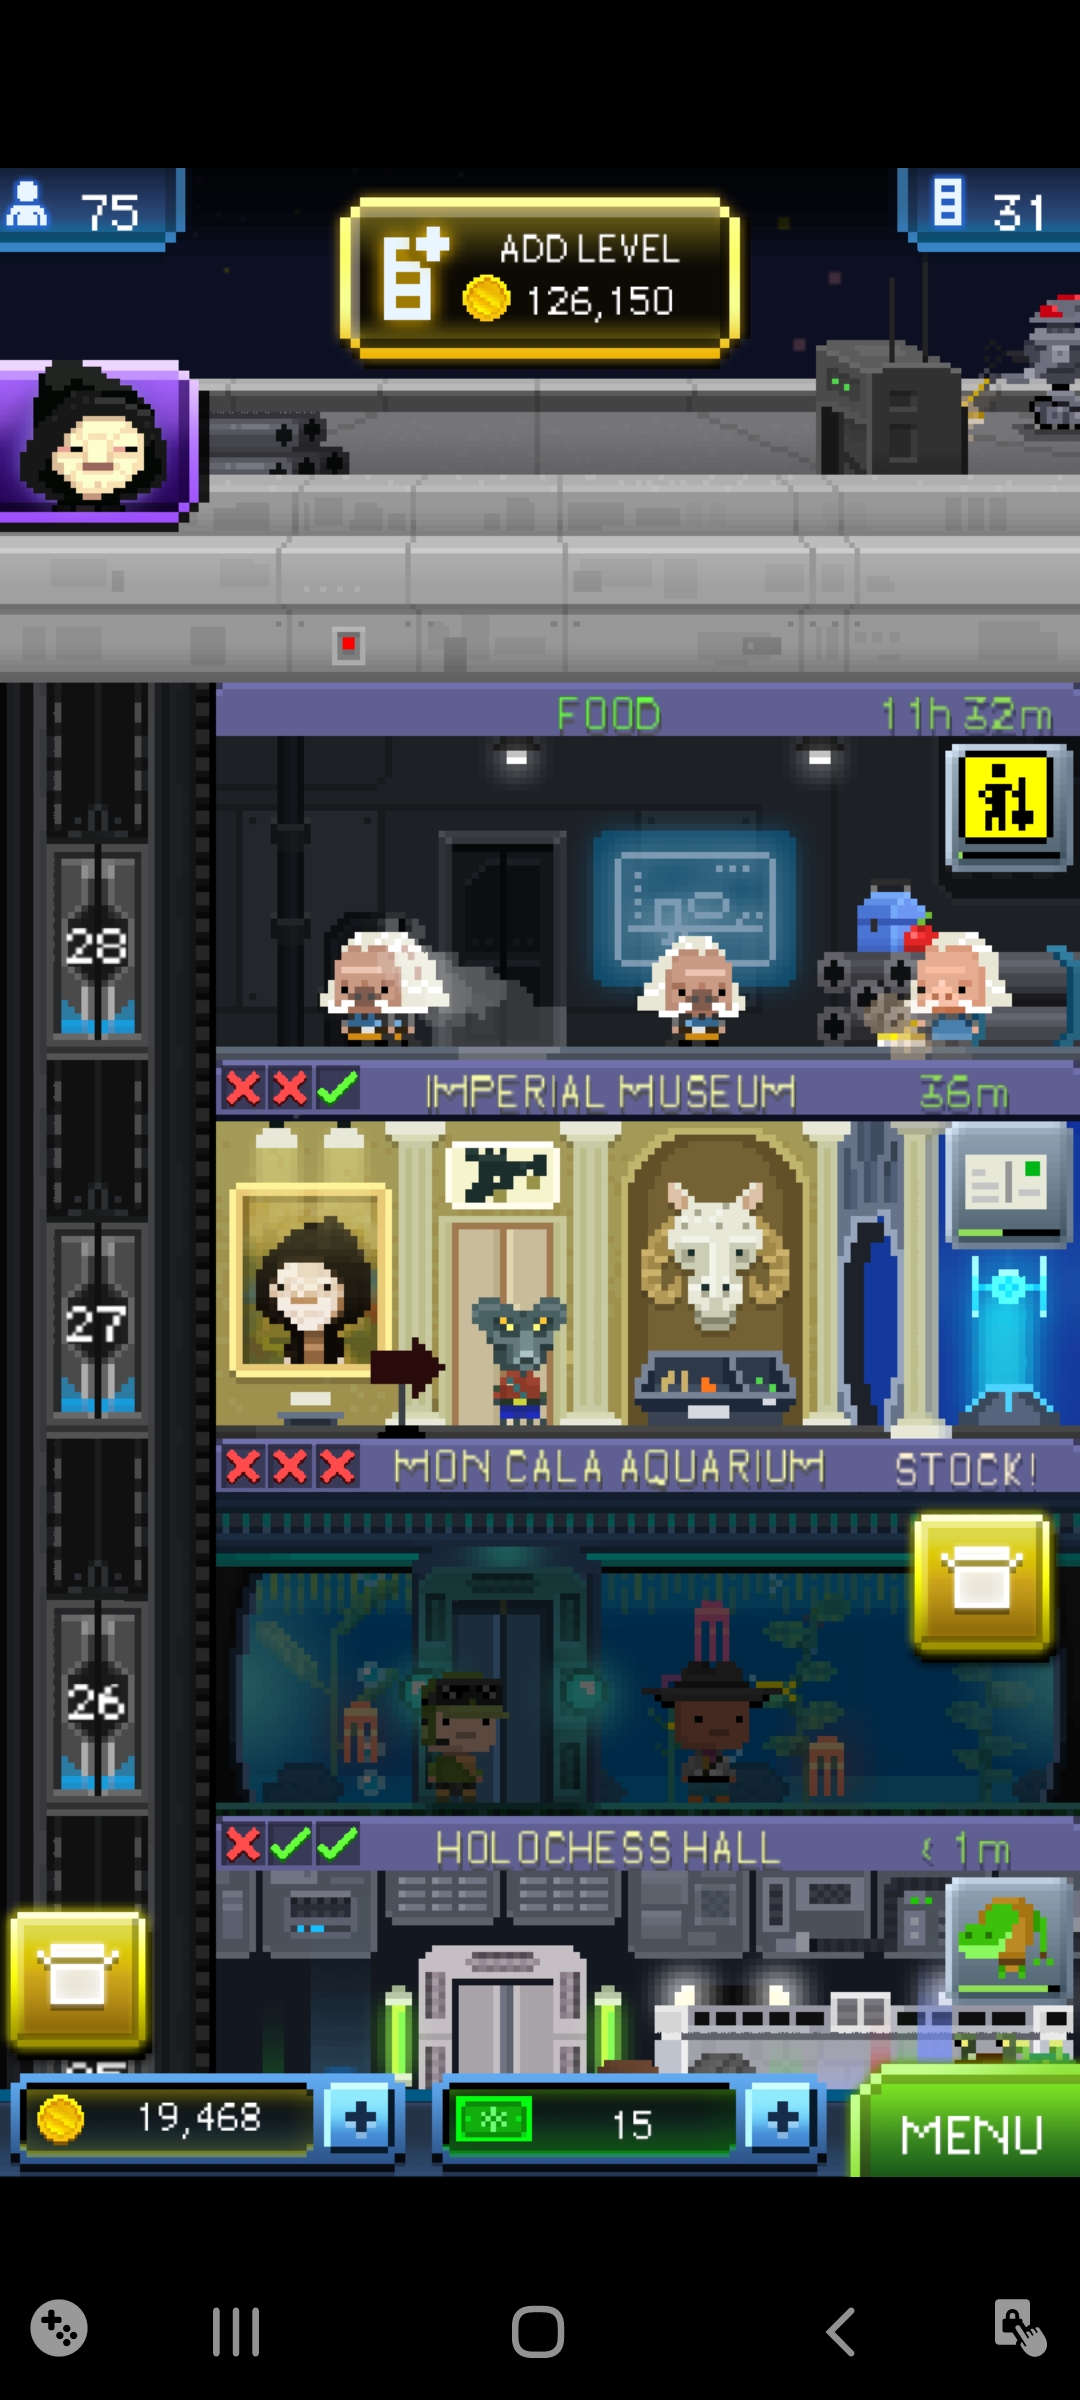 75
ADD LEVEL
126,150
31
FOOD
11h 32m
28
IMPERIAL MUSEUM
36m
27
MON CALA AQUARIUM
STOCK!
26
HOLOCHESS HALL
< 1m
19,468
15
MENU